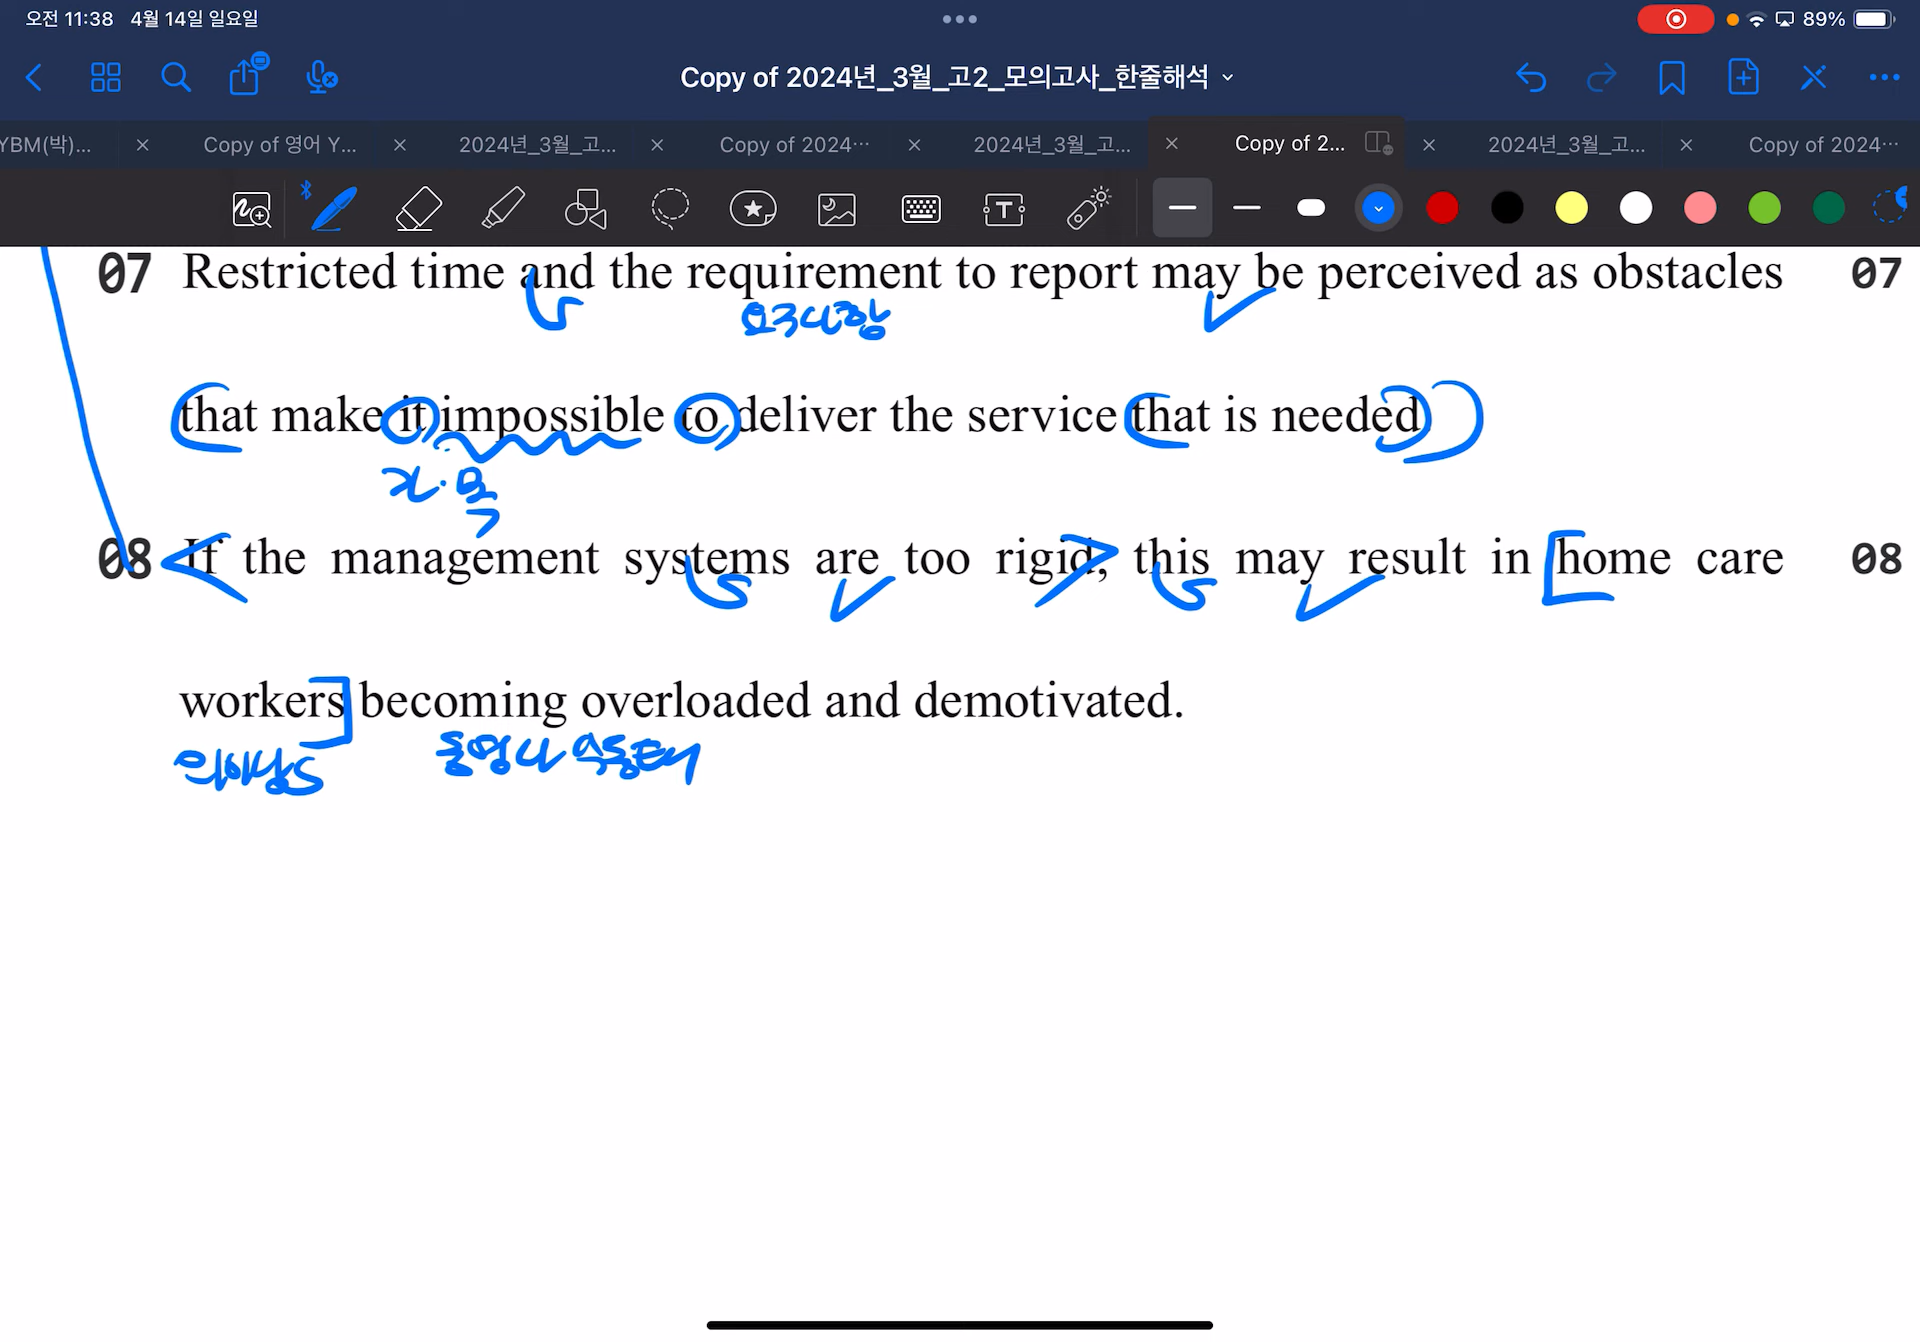 오전 11:38 4월 14일 일요일
89%
Copy of 2024년_3월_고2_모의고사_한줄해석
YBM(박)... Copy of 영어 Y... 2024년_3월_고... Copy of 2024... 2024년_3월_고... Copy of 2... 2024년_3월_고... Copy of 2024...
07 Restricted time and the requirement to report may be perceived as obstacles 07
S 요구사항
that make it impossible to deliver the service that is needed
가.목
08 If the management systems are too rigid, this may result in home care 08
S S
workers becoming overloaded and demotivated.
의미상S 동명사 수동태